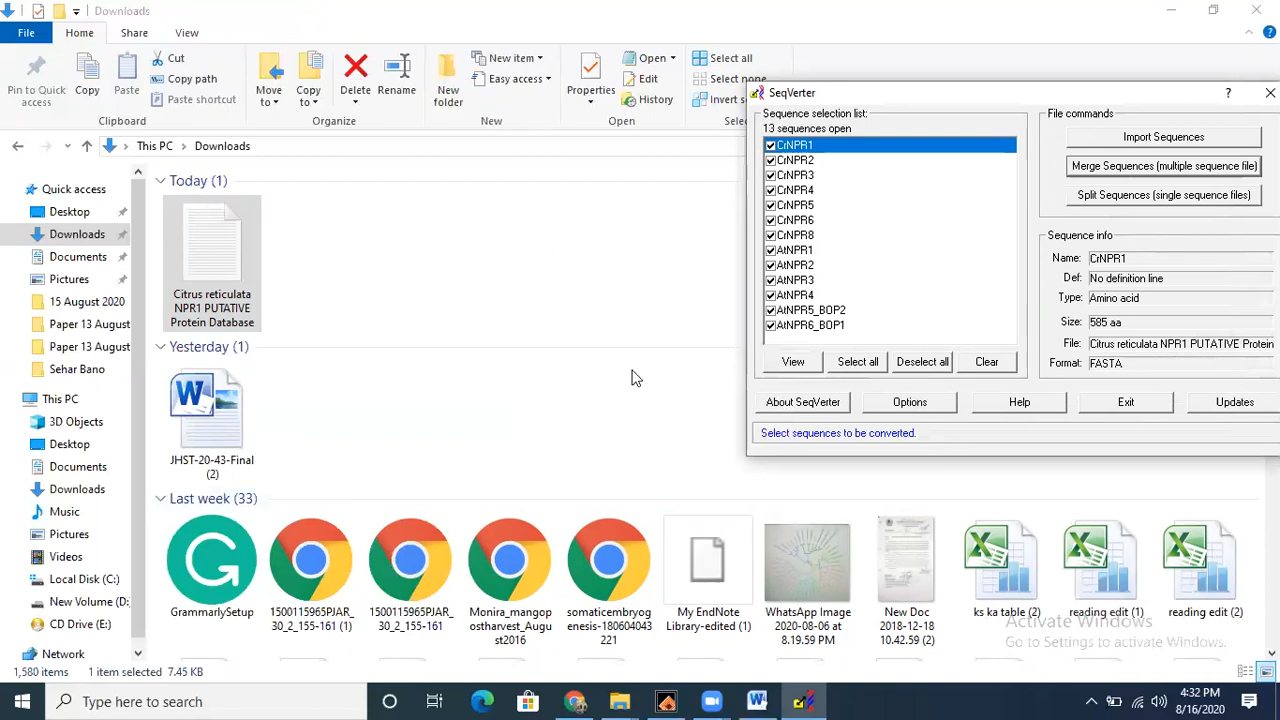 Downloads
File
Home
Share
View
Pin to Quick
access
Copy
Paste
Cut
Copy path
Paste shortcut
Clipboard
Move
to
Copy
to
Delete
Rename
Organize
New
folder
New item
Easy access
New
Properties
Open
Edit
History
Open
Select all
Select none
Invert s
Selec
This PC
Downloads
Quick access
Desktop
Downloads
Documents
Pictures
15 August 2020
Paper 13 August
Paper 13 August
Sehar Bano
This PC
3D Objects
Desktop
Documents
Downloads
Music
Pictures
Videos
Local Disk (C:)
New Volume (D:
CD Drive (E:)
Network
Today (1)
Citrus reticulata
NPR1 PUTATIVE
Protein Database
Yesterday (1)
JHST-20-43-Final
(2)
Last week (33)
GrammarlySetup
1500115965PJAR_
30_2_155-161 (1)
1500115965PJAR_
30_2_155-161
Monira_mangop
ostharvest_Augu
st2016
somaticembryog
enesis-180604043
221
My EndNote
Library-edited (1)
WhatsApp Image
2020-08-06 at
8.19.59 PM
New Doc
2018-12-18
10.42.59 (2)
ks ka table (2)
reading edit (1)
reading edit (2)
SeqVerter
?
Sequence selection list:
13 sequences open
CrNPR1
CrNPR2
CrNPR3
CrNPR4
CrNPR5
CrNPR6
CrNPR8
AtNPR1
AtNPR2
AtNPR3
AtNPR4
AtNPR5_BOP2
AtNPR6_BOP1
View
Select all
Deselect all
Clear
File commands
Import Sequences
Merge Sequences (multiple sequence file)
Split Sequences (single sequence files)
Sequence info
Name: CrNPR1
Def: No definition line
Type: Amino acid
Size: 585 aa
File: Citrus reticulata NPR1 PUTATIVE Protein
Format: FASTA
About SeqVerter
Options
Help
Exit
Updates
Select sequences to be converted.
Activate Windows
Go to Settings to activate Windows.
1,580 items
1 item selected 7.45 KB
Type here to search
4:32 PM
8/16/2020